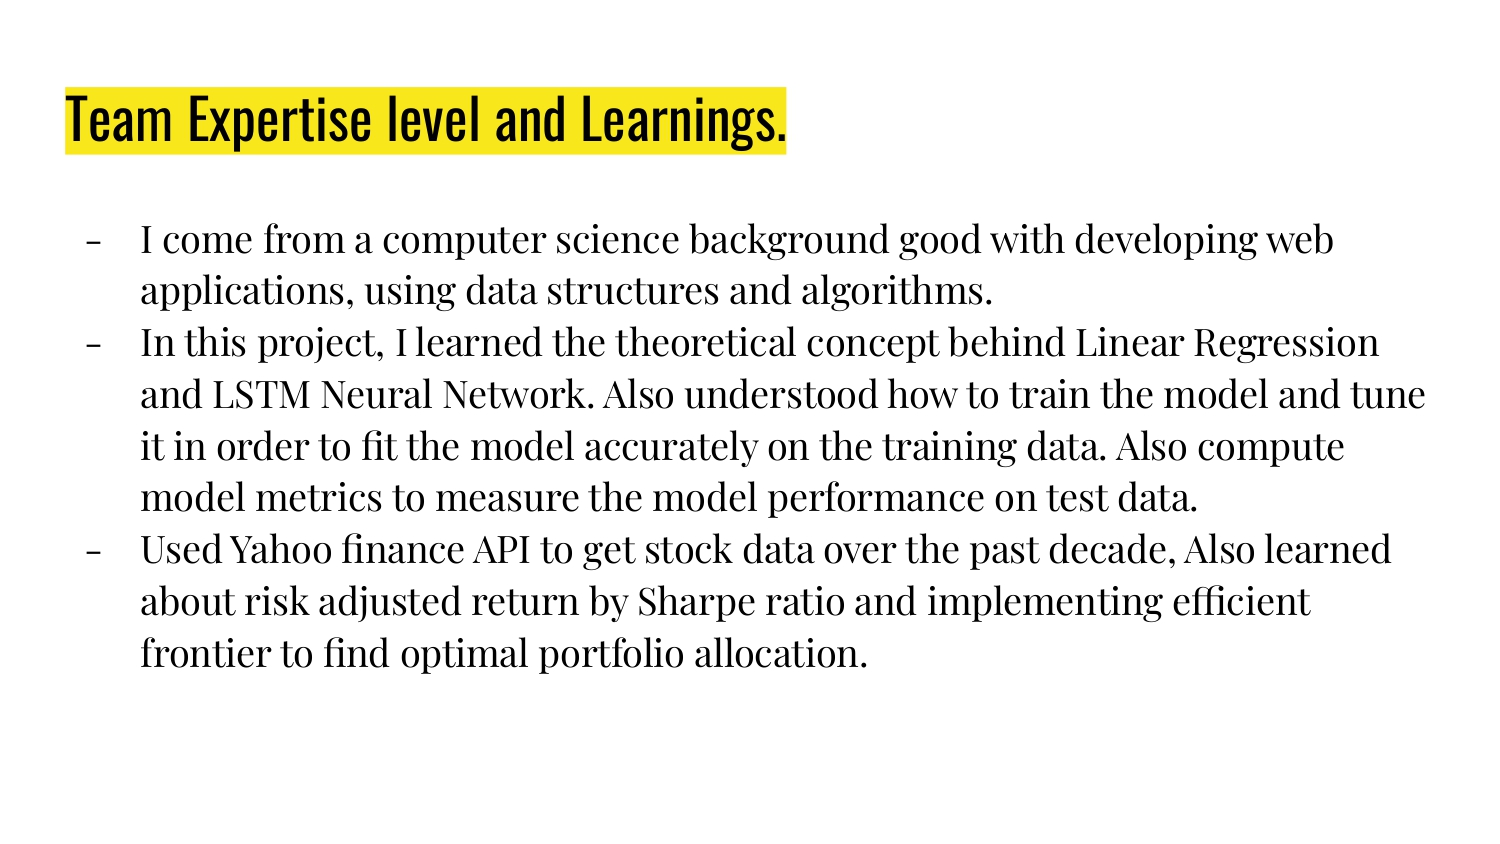 Team Expertise level and Learnings.
- I come from a computer science background good with developing web
applications, using data structures and algorithms.
- In this project, I learned the theoretical concept behind Linear Regression
and LSTM Neural Network. Also understood how to train the model and tune
it in order to fit the model accurately on the training data. Also compute
model metrics to measure the model performance on test data.
- Used Yahoo finance API to get stock data over the past decade, Also learned
about risk adjusted return by Sharpe ratio and implementing efficient
frontier to find optimal portfolio allocation.